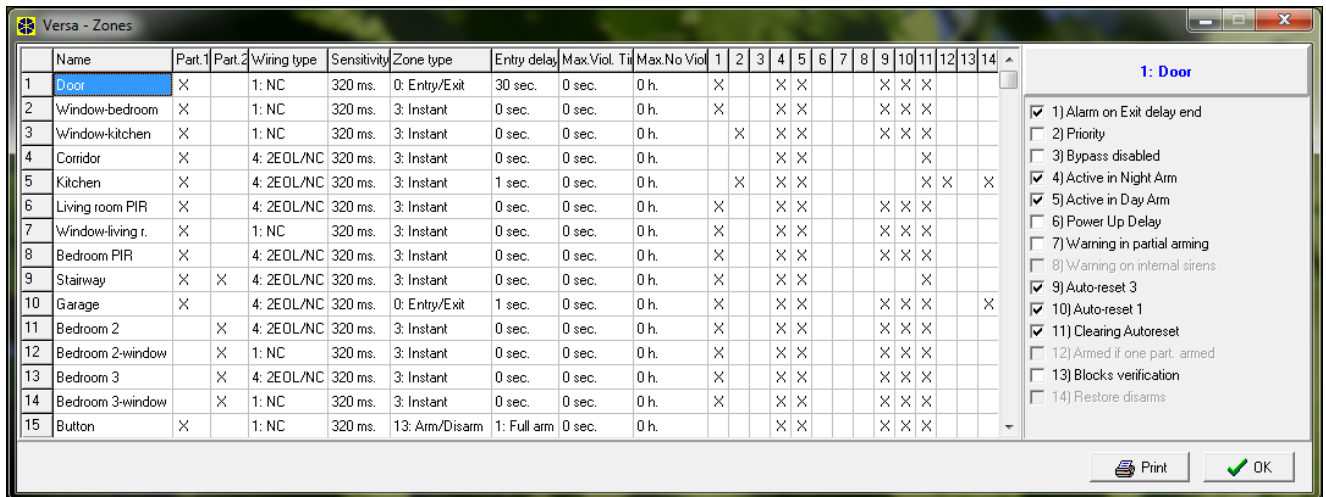 Versa - Zones
Name Part.1 Part.2 Wiring type Sensitivity Zone type Entry delay Max.Viol. Ti Max.No Viol 1 2 3 4 5 6 7 8 9 10 11 12 13 14
1 Door X 1: NC 320 ms. 0: Entry/Exit 30 sec. 0 sec. 0 h. X X X X X X
2 Window-bedroom X 1: NC 320 ms. 3: Instant 0 sec. 0 sec. 0 h. X X X X X X
3 Window-kitchen X 1: NC 320 ms. 3: Instant 0 sec. 0 sec. 0 h. X X X X X X
4 Corridor X 4: 2EOL/NC 320 ms. 3: Instant 0 sec. 0 sec. 0 h. X X X
5 Kitchen X 4: 2EOL/NC 320 ms. 3: Instant 1 sec. 0 sec. 0 h. X X X X X X
6 Living room PIR X 4: 2EOL/NC 320 ms. 3: Instant 0 sec. 0 sec. 0 h. X X X X X X
7 Window-living r. X 1: NC 320 ms. 3: Instant 0 sec. 0 sec. 0 h. X X X X X X
8 Bedroom PIR X 4: 2EOL/NC 320 ms. 3: Instant 0 sec. 0 sec. 0 h. X X X X X X
9 Stairway X X 4: 2EOL/NC 320 ms. 3: Instant 0 sec. 0 sec. 0 h. X X X
10 Garage X 4: 2EOL/NC 320 ms. 0: Entry/Exit 1 sec. 0 sec. 0 h. X X X X X X X
11 Bedroom 2 X 4: 2EOL/NC 320 ms. 3: Instant 0 sec. 0 sec. 0 h. X X X X X X
12 Bedroom 2-window X 1: NC 320 ms. 3: Instant 0 sec. 0 sec. 0 h. X X X X X X
13 Bedroom 3 X 4: 2EOL/NC 320 ms. 3: Instant 0 sec. 0 sec. 0 h. X X X X X X
14 Bedroom 3-window X 1: NC 320 ms. 3: Instant 0 sec. 0 sec. 0 h. X X X X X X
15 Button X 1: NC 320 ms. 13: Arm/Disarm 1: Full arm 0 sec. 0 h. X X X X X
1: Door
1) Alarm on Exit delay end
2) Priority
3) Bypass disabled
4) Active in Night Arm
5) Active in Day Arm
6) Power Up Delay
7) Warning in partial arming
8) Warning on internal sirens
9) Auto-reset 3
10) Auto-reset 1
11) Clearing Autoreset
12) Armed if one part. armed
13) Blocks verification
14) Restore disarms
Print OK